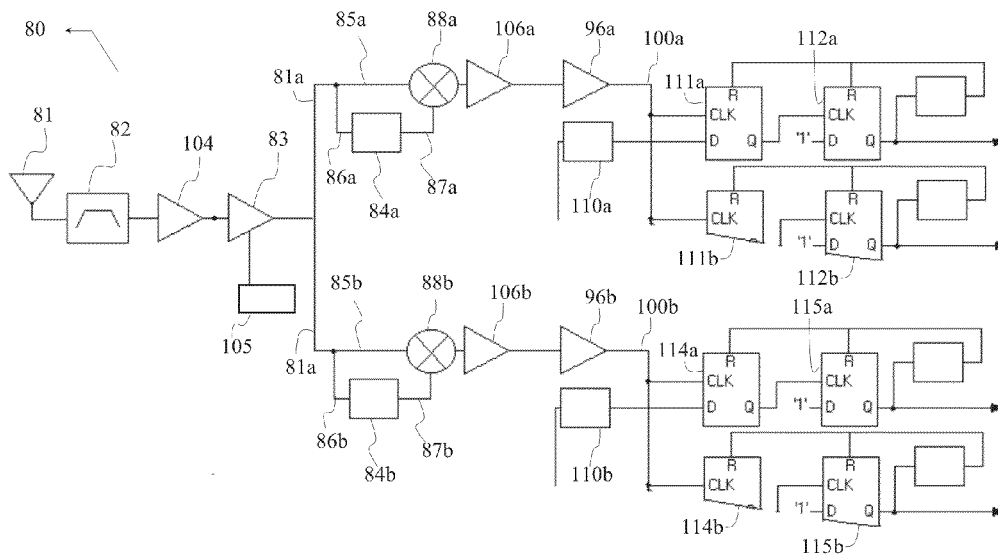 80
85a
88a
106a
96a
100a
112a
81a
111a
R
R
81
82
104
83
CLK
CLK
D
Q
'1'
D
Q
86a
84a
87a
110a
R
R
CLK
CLK
'1'
D
Q
111b
112b
85b
88b
106b
96b
100b
115a
105
81a
114a
R
R
CLK
CLK
D
Q
'1'
D
Q
86b
84b
87b
110b
R
R
CLK
CLK
'1'
D
Q
114b
115b